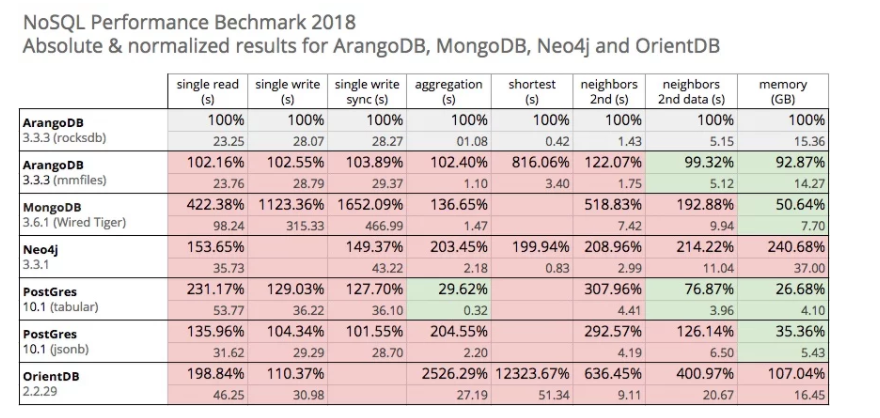 NoSQL Performance Bechmark 2018
Absolute & normalized results for ArangoDB, MongoDB, Neo4j and OrientDB
single read (s) single write (s) single write sync (s) aggregation (s) shortest (s) neighbors 2nd (s) neighbors 2nd data (s) memory (GB)
ArangoDB 100% 100% 100% 100% 100% 100% 100% 100%
3.3.3 (rocksdb) 23.25 28.07 28.27 01.08 0.42 1.43 5.15 15.36
ArangoDB 102.16% 102.55% 103.89% 102.40% 816.06% 122.07% 99.32% 92.87%
3.3.3 (mmfiles) 23.76 28.79 29.37 1.10 3.40 1.75 5.12 14.27
MongoDB 422.38% 1123.36% 1652.09% 136.65% 518.83% 192.88% 50.64%
3.6.1 (Wired Tiger) 98.24 315.33 466.99 1.47 7.42 9.94 7.70
Neo4j 153.65% 149.37% 203.45% 199.94% 208.96% 214.22% 240.68%
3.3.1 35.73 43.22 2.18 0.83 2.99 11.04 37.00
PostGres 231.17% 129.03% 127.70% 29.62% 307.96% 76.87% 26.68%
10.1 (tabular) 53.77 36.22 36.10 0.32 4.41 3.96 4.10
PostGres 135.96% 104.34% 101.55% 204.55% 292.57% 126.14% 35.36%
10.1 (jsonb) 31.62 29.29 28.70 2.20 4.19 6.50 5.43
OrientDB 198.84% 110.37% 2526.29% 12323.67% 636.45% 400.97% 107.04%
2.2.29 46.25 30.98 27.19 51.34 9.11 20.67 16.45